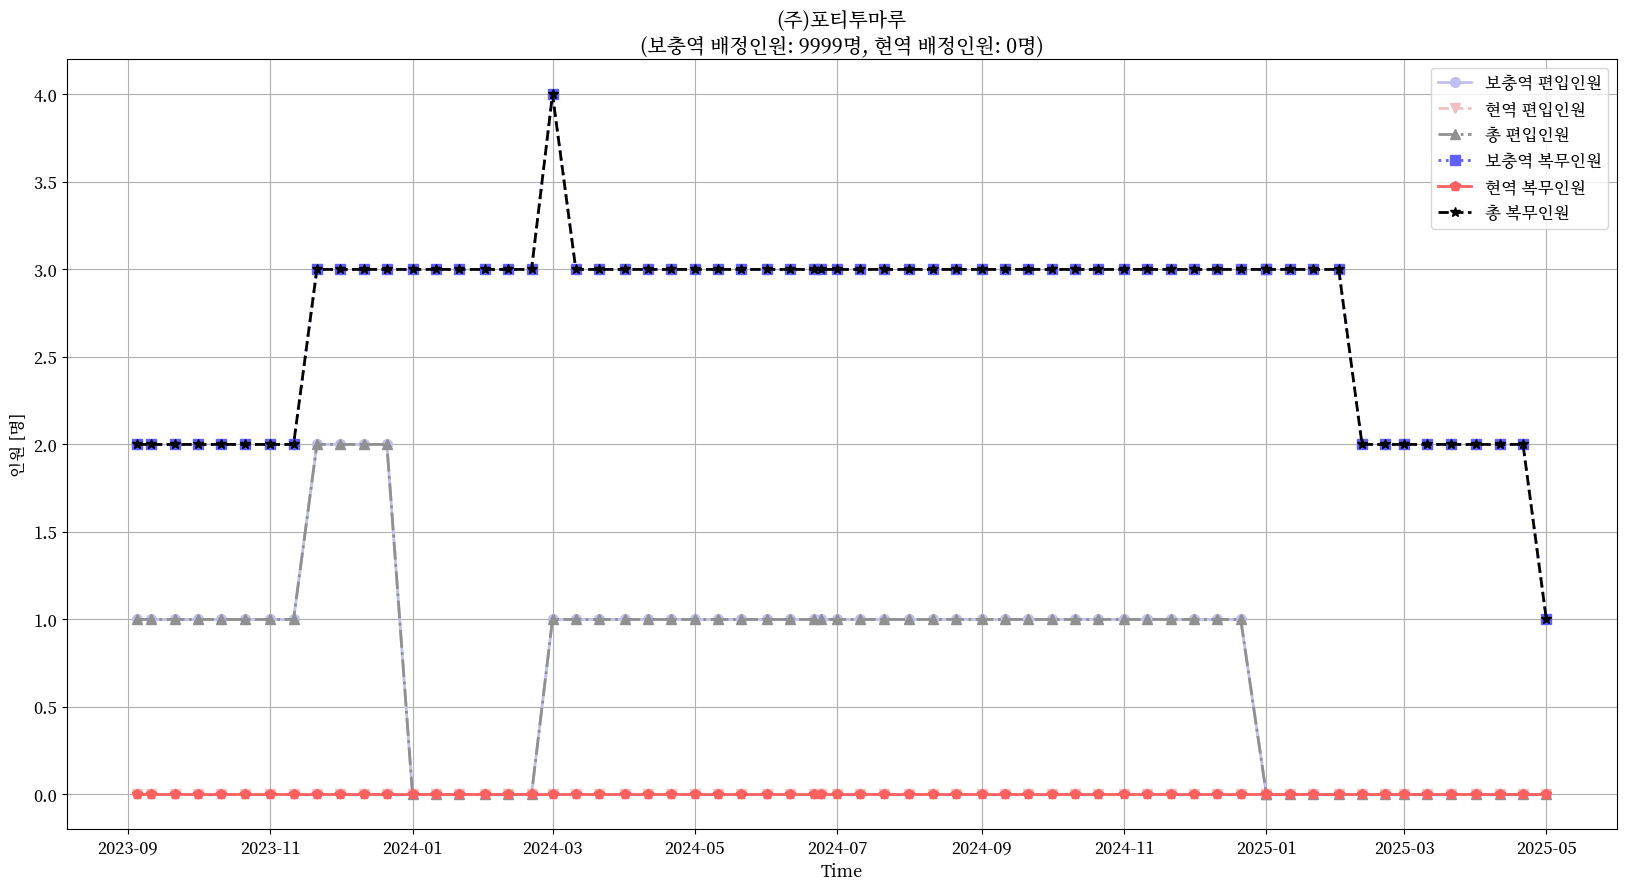 (주)포티투마루
(보충역 배정인원: 9999명, 현역 배정인원: 0명)
보충역 편입인원
현역 편입인원
총 편입인원
보충역 복무인원
현역 복무인원
총 복무인원
인원 [명]
4.0
3.5
3.0
2.5
2.0
1.5
1.0
0.5
0.0
2023-09 2023-11 2024-01 2024-03 2024-05 2024-07 2024-09 2024-11 2025-01 2025-03 2025-05
Time